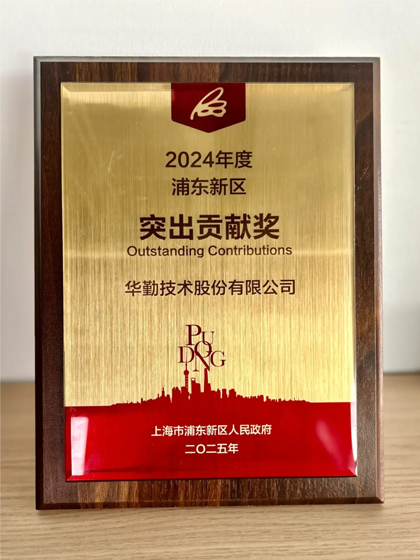 2024年度
浦东新区
突出贡献奖
Outstanding Contributions
华勤技术股份有限公司
PU
DONG
上海市浦东新区人民政府
二〇二五年